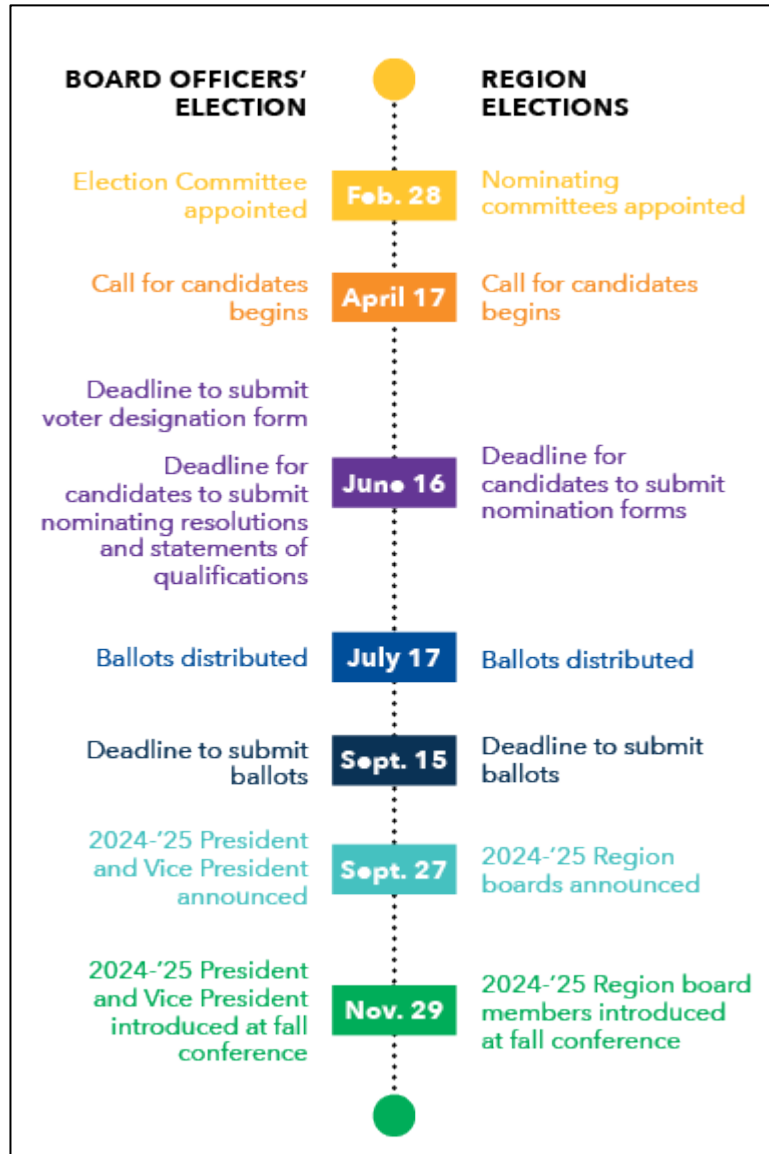 BOARD OFFICERS’
ELECTION
REGION
ELECTIONS
Election Committee
appointed
Feb. 28
Nominating
committees appointed
Call for candidates
begins
April 17
Call for candidates
begins
Deadline to submit
voter designation form
Deadline for
candidates to submit
nominating resolutions
and statements of
qualifications
June 16
Deadline for
candidates to submit
nomination forms
Ballots distributed
July 17
Ballots distributed
Deadline to submit
ballots
Sept. 15
Deadline to submit
ballots
2024-’25 President
and Vice President
announced
Sept. 27
2024-’25 Region
boards announced
2024-’25 President
and Vice President
introduced at fall
conference
Nov. 29
2024-’25 Region board
members introduced
at fall conference